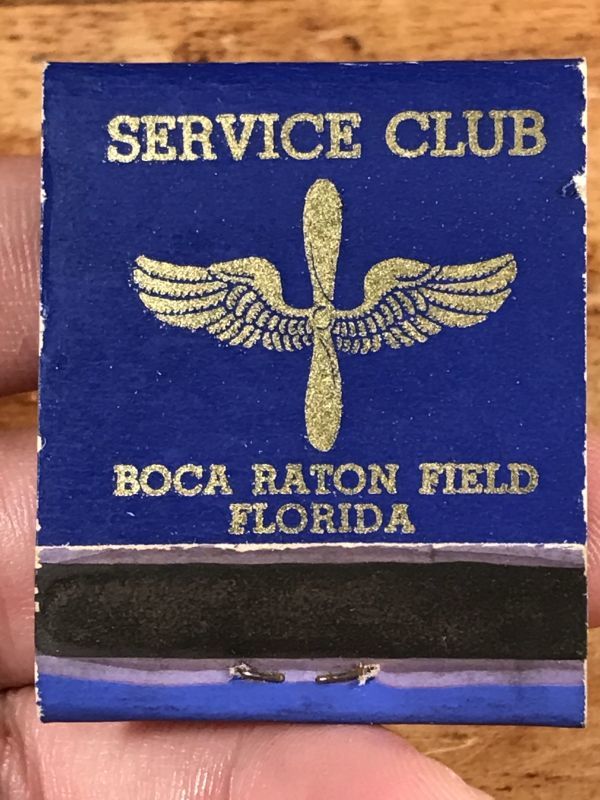 SERVICE CLUB
BOCA RATON FIELD
FLORIDA